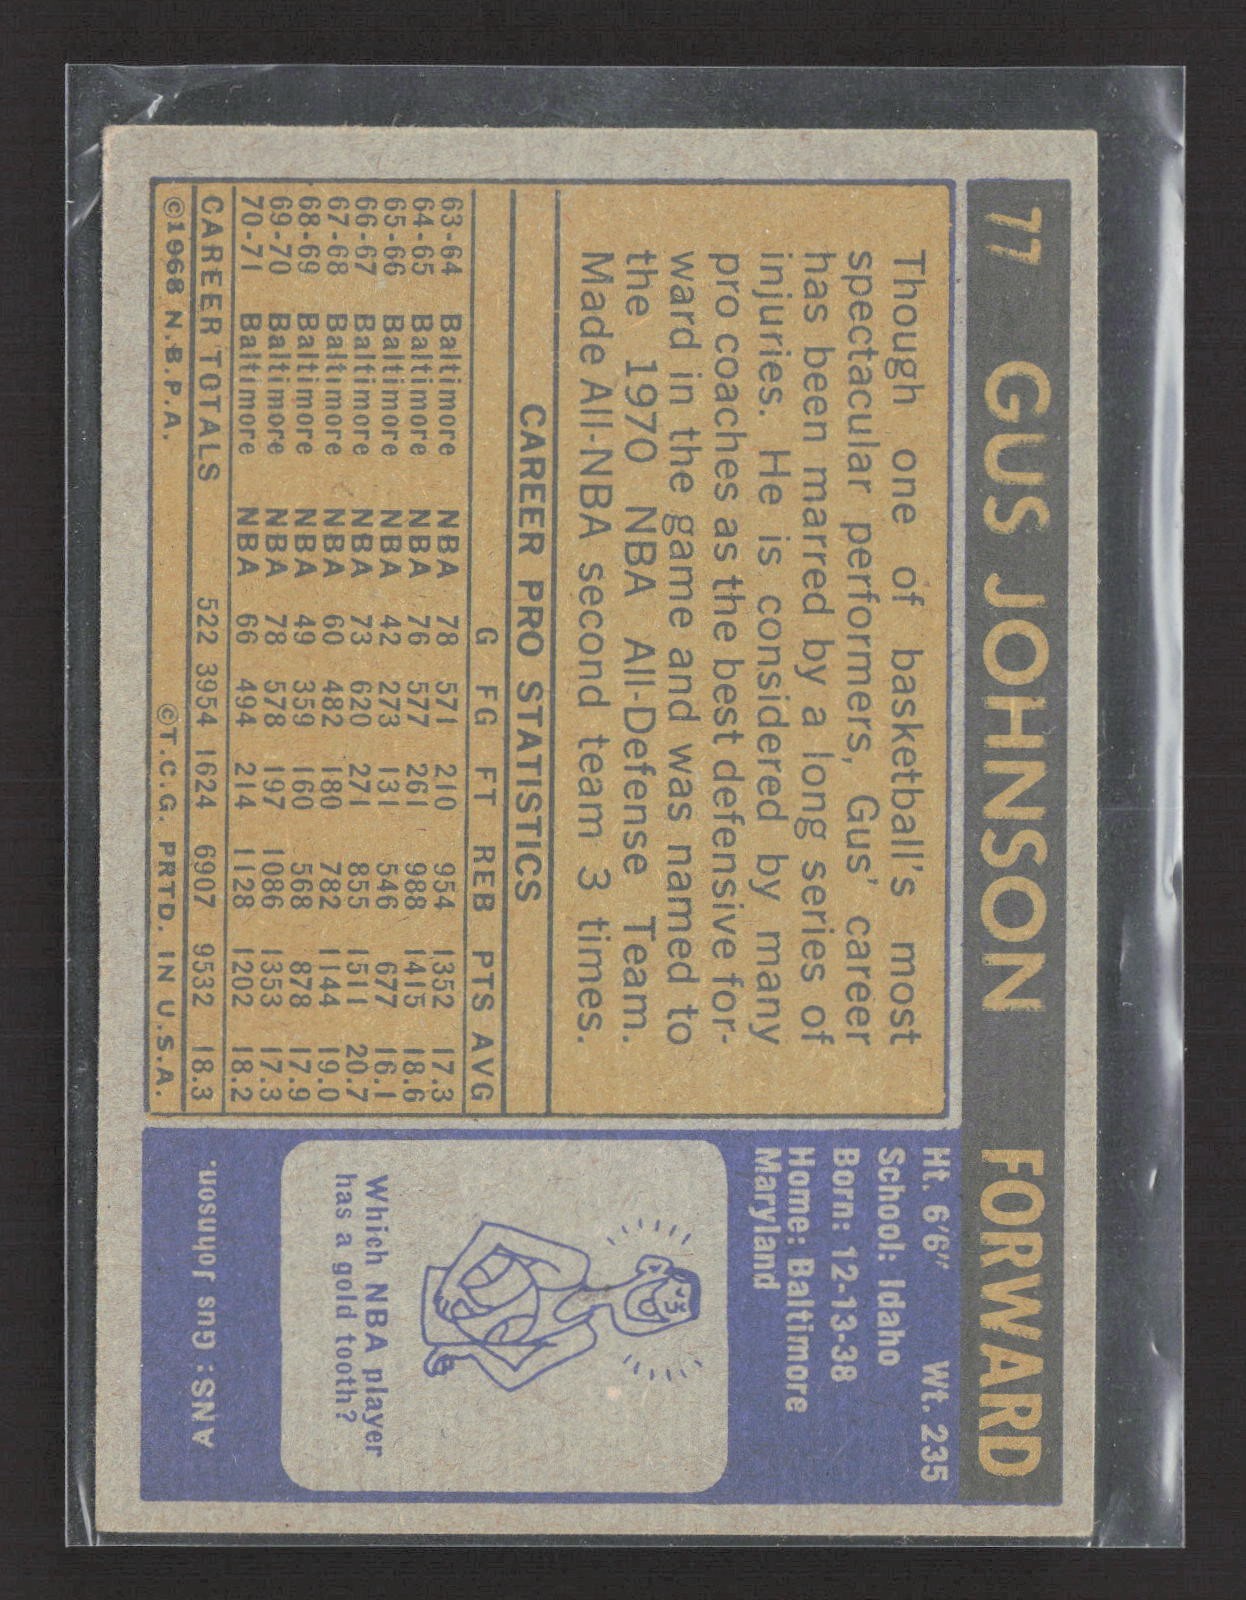 77 GUS JOHNSON FORWARD
Though one of basketball's most
spectacular performers, Gus' career
has been marred by a long series of
injuries. He is considered by many
pro coaches as the best defensive for-
ward in the game and was named to
the 1970 NBA All-Defense Team.
Made All-NBA second team 3 times.
CAREER PRO STATISTICS
G FG FT REB PTS AVG
63-64 Baltimore NBA 78 571 210 954 1352 17.3
64-65 Baltimore NBA 76 577 261 988 1415 18.6
65-66 Baltimore NBA 42 273 131 546 677 16.1
66-67 Baltimore NBA 73 620 271 855 1511 20.7
67-68 Baltimore NBA 60 482 180 782 1144 19.0
68-69 Baltimore NBA 49 359 160 568 878 17.9
69-70 Baltimore NBA 78 578 197 1086 1353 17.3
70-71 Baltimore NBA 66 494 214 1128 1202 18.2
CAREER TOTALS 522 3954 1624 6907 9532 18.3
©1968 N.B.P.A. ©T.C.G. PRTD. IN U.S.A.
Ht. 6'6" Wt. 235
School: Idaho
Born: 12-13-38
Home: Baltimore
Maryland
Which NBA player
has a gold tooth?
ANS: Gus Johnson.